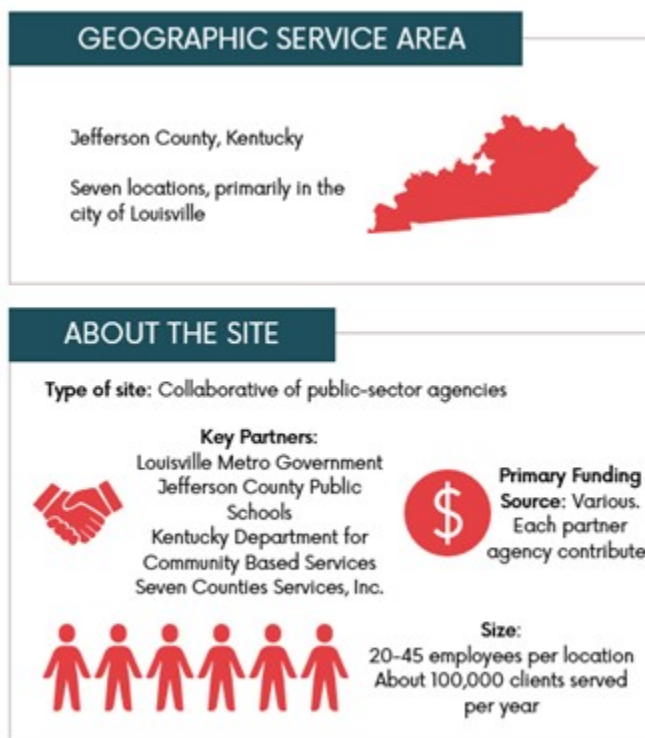 GEOGRAPHIC SERVICE AREA
Jefferson County, Kentucky
Seven locations, primarily in the
city of Louisville
ABOUT THE SITE
Type of site: Collaborative of public-sector agencies
Key Partners:
Louisville Metro Government
Jefferson County Public
Schools
Kentucky Department for
Community Based Services
Seven Counties Services, Inc.
$
Primary Funding
Source: Various.
Each partner
agency contribute
Size:
20-45 employees per location
About 100,000 clients served
per year